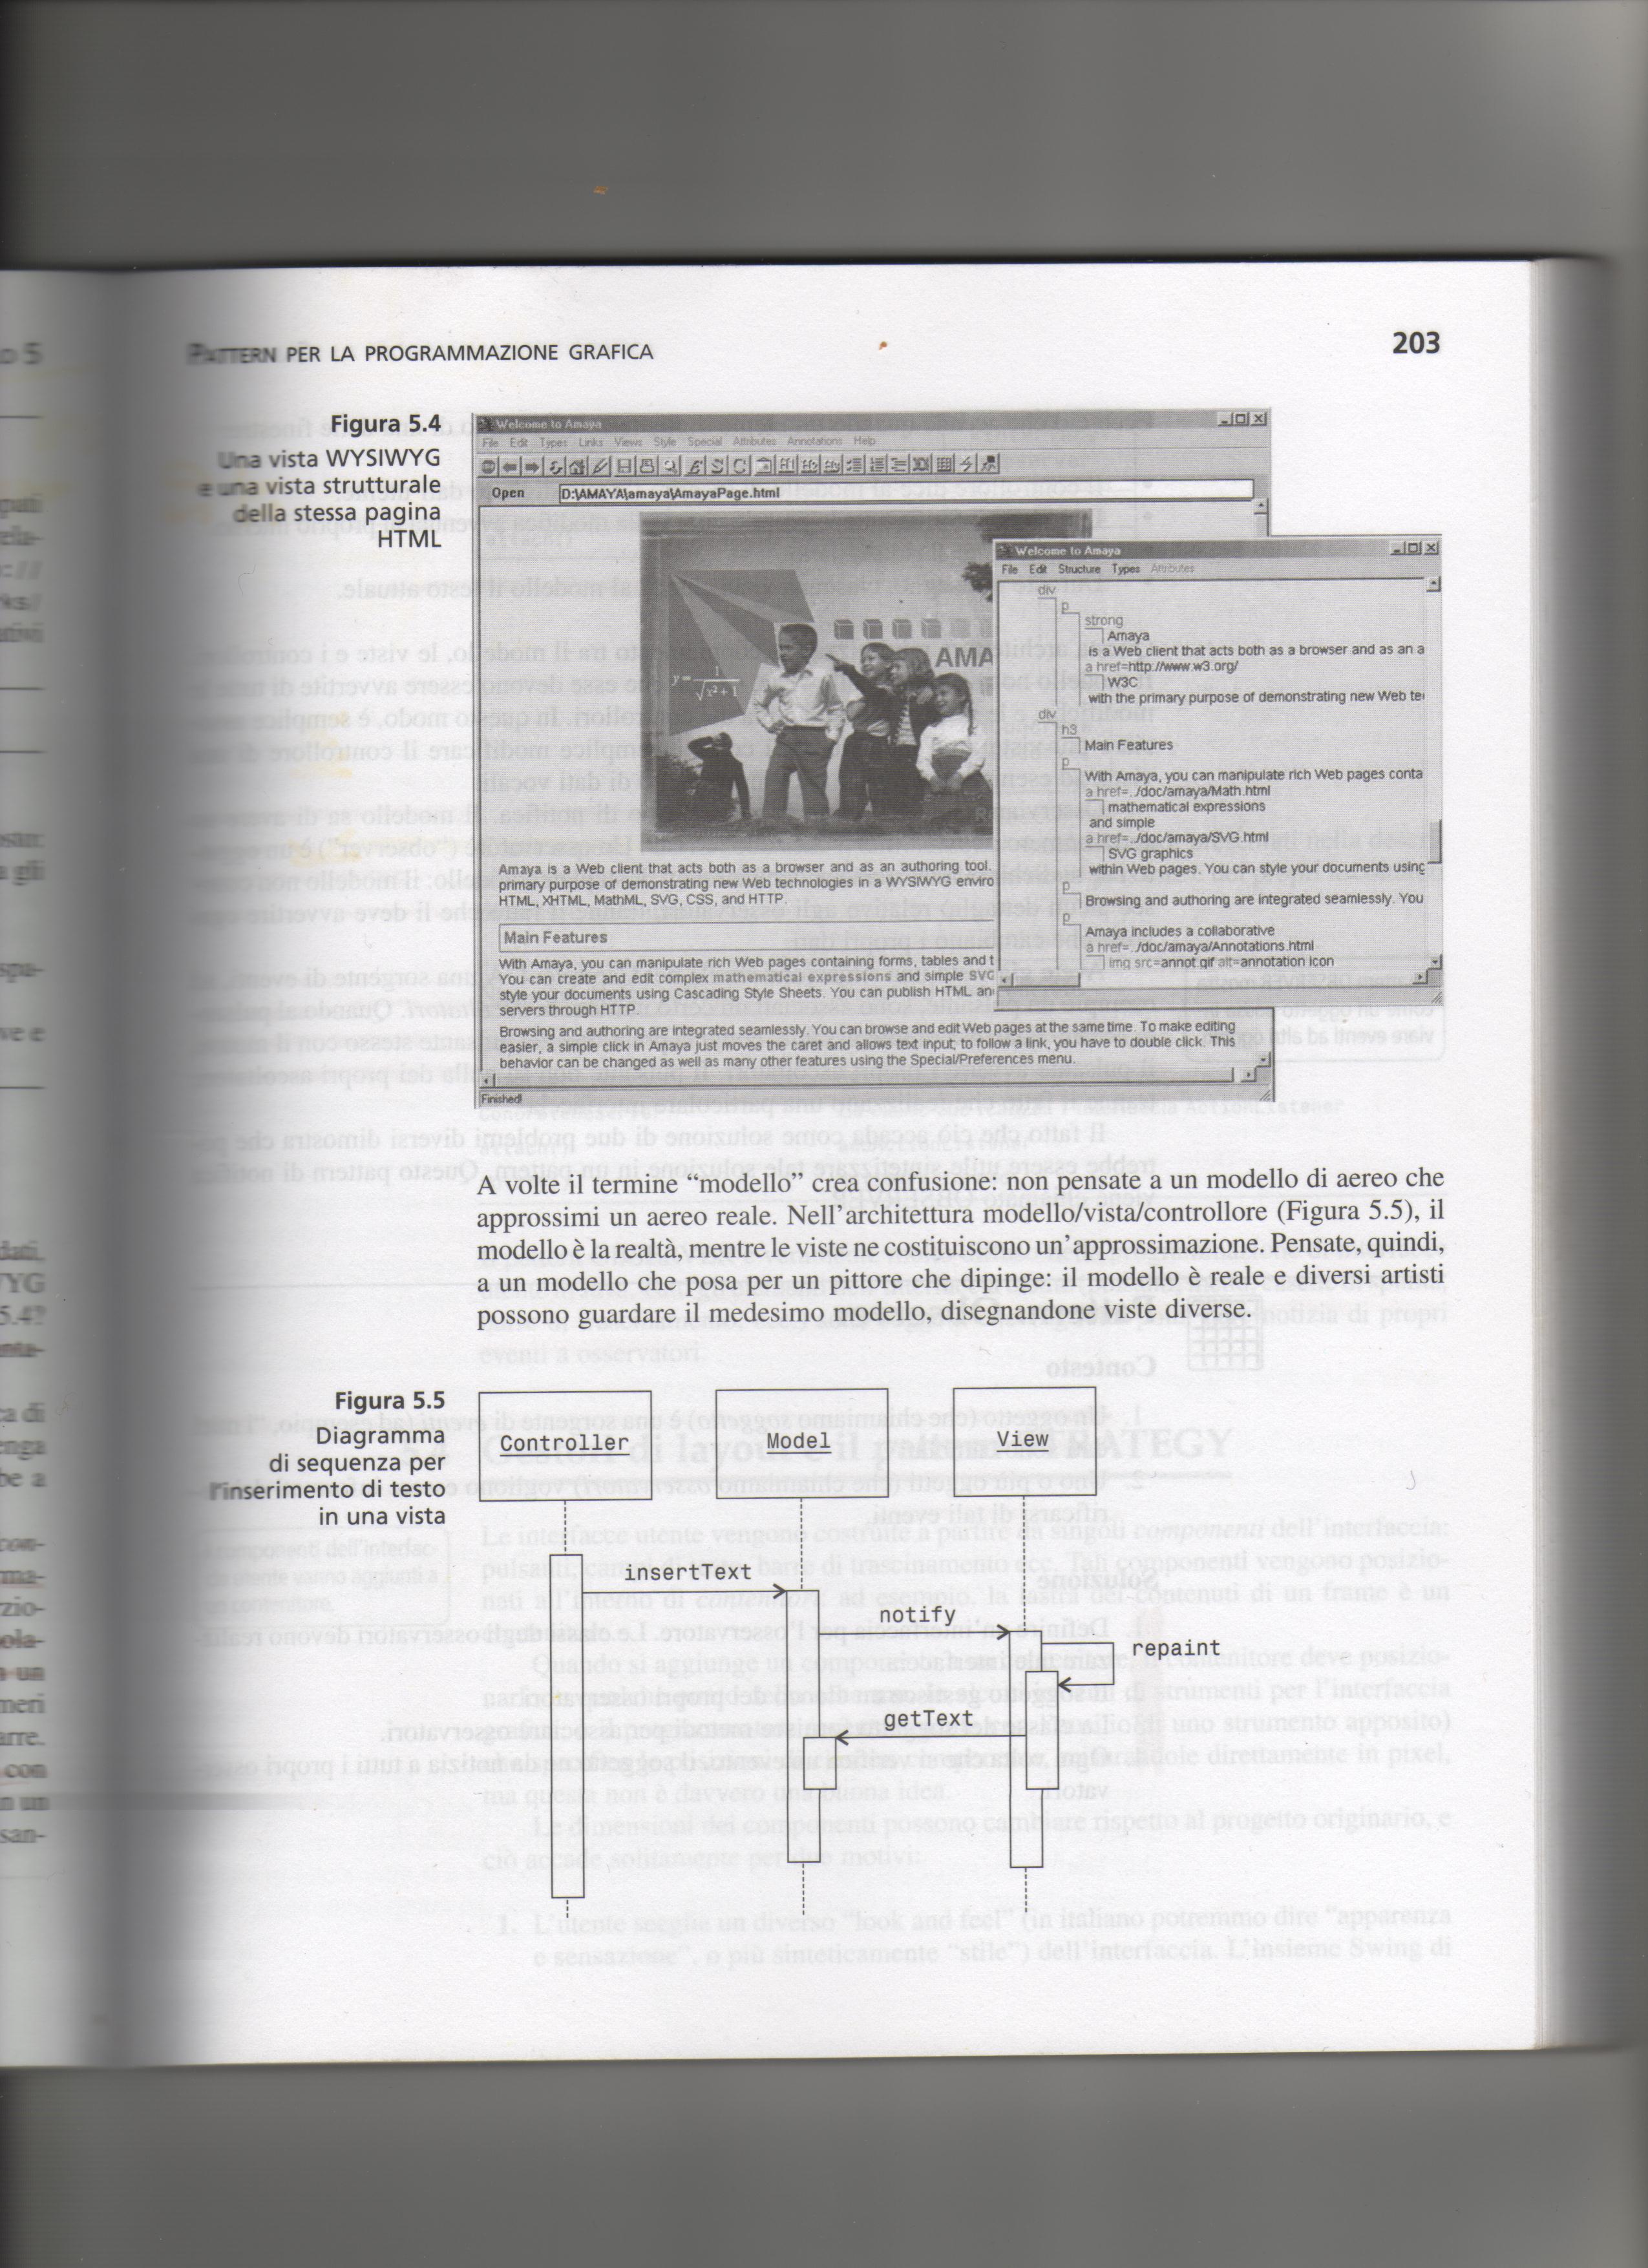 PATTERN PER LA PROGRAMMAZIONE GRAFICA
203
Figura 5.4
Una vista WYSIWYG
e una vista strutturale
della stessa pagina
HTML
Welcome to Amaya
File Edit Types Links Views Style Special Attributes Annotations Help
Open D:\AMAYA\amaya\AmayaPage.html
y = 1
√x²+1
AMA
Amaya is a Web client that acts both as a browser and as an authoring tool.
primary purpose of demonstrating new Web technologies in a WYSIWYG enviro
HTML, XHTML, MathML, SVG, CSS, and HTTP.
Main Features
With Amaya, you can manipulate rich Web pages containing forms, tables and t
You can create and edit complex mathematical expressions and simple SVG
style your documents using Cascading Style Sheets. You can publish HTML an
servers through HTTP.
Browsing and authoring are integrated seamlessly. You can browse and edit Web pages at the same time. To make editing
easier, a simple click in Amaya just moves the caret and allows text input; to follow a link, you have to double click. This
behavior can be changed as well as many other features using the Special/Preferences menu.
Finished!
Welcome to Amaya
File Edit Structure Types Attributes
div
p
strong
Amaya
is a Web client that acts both as a browser and as an a
a href=http://www.w3.org/
W3C
with the primary purpose of demonstrating new Web te
div
h3
Main Features
p
With Amaya, you can manipulate rich Web pages conta
a href=../doc/amaya/Math.html
mathematical expressions
and simple
a href=../doc/amaya/SVG.html
SVG graphics
within Web pages. You can style your documents using
p
Browsing and authoring are integrated seamlessly. You
p
Amaya includes a collaborative
a href=../doc/amaya/Annotations.html
img src=annot.gif alt=annotation icon
A volte il termine “modello” crea confusione: non pensate a un modello di aereo che
approssimi un aereo reale. Nell’architettura modello/vista/controllore (Figura 5.5), il
modello è la realtà, mentre le viste ne costituiscono un’approssimazione. Pensate, quindi,
a un modello che posa per un pittore che dipinge: il modello è reale e diversi artisti
possono guardare il medesimo modello, disegnandone viste diverse.
Figura 5.5
Diagramma
di sequenza per
l’inserimento di testo
in una vista
Controller
Model
View
insertText
notify
repaint
getText